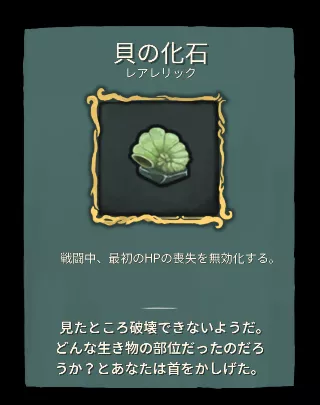 貝の化石
レアレリック
戦闘中、最初のHPの喪失を無効化する。
見たところ破壊できないようだ。
どんな生き物の部位だったのだろ
うか？とあなたは首をかしげた。